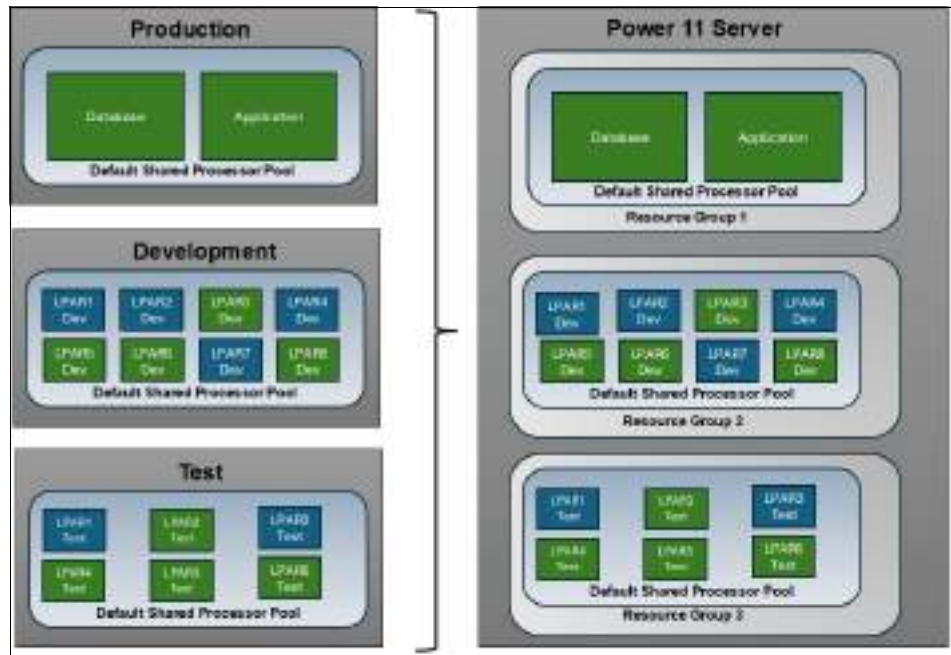 Production
Database
Application
Default Shared Processor Pool
Development
LPAR1 Dev
LPAR2 Dev
LPAR3 Dev
LPAR4 Dev
LPAR5 Dev
LPAR6 Dev
LPAR7 Dev
LPAR8 Dev
Default Shared Processor Pool
Test
LPAR1 Test
LPAR2 Test
LPAR3 Test
LPAR4 Test
LPAR5 Test
LPAR6 Test
Default Shared Processor Pool
Power 11 Server
Database
Application
Default Shared Processor Pool
Resource Group 1
LPAR1 Dev
LPAR2 Dev
LPAR3 Dev
LPAR4 Dev
LPAR5 Dev
LPAR6 Dev
LPAR7 Dev
LPAR8 Dev
Default Shared Processor Pool
Resource Group 2
LPAR1 Test
LPAR2 Test
LPAR3 Test
LPAR4 Test
LPAR5 Test
LPAR6 Test
Default Shared Processor Pool
Resource Group 3